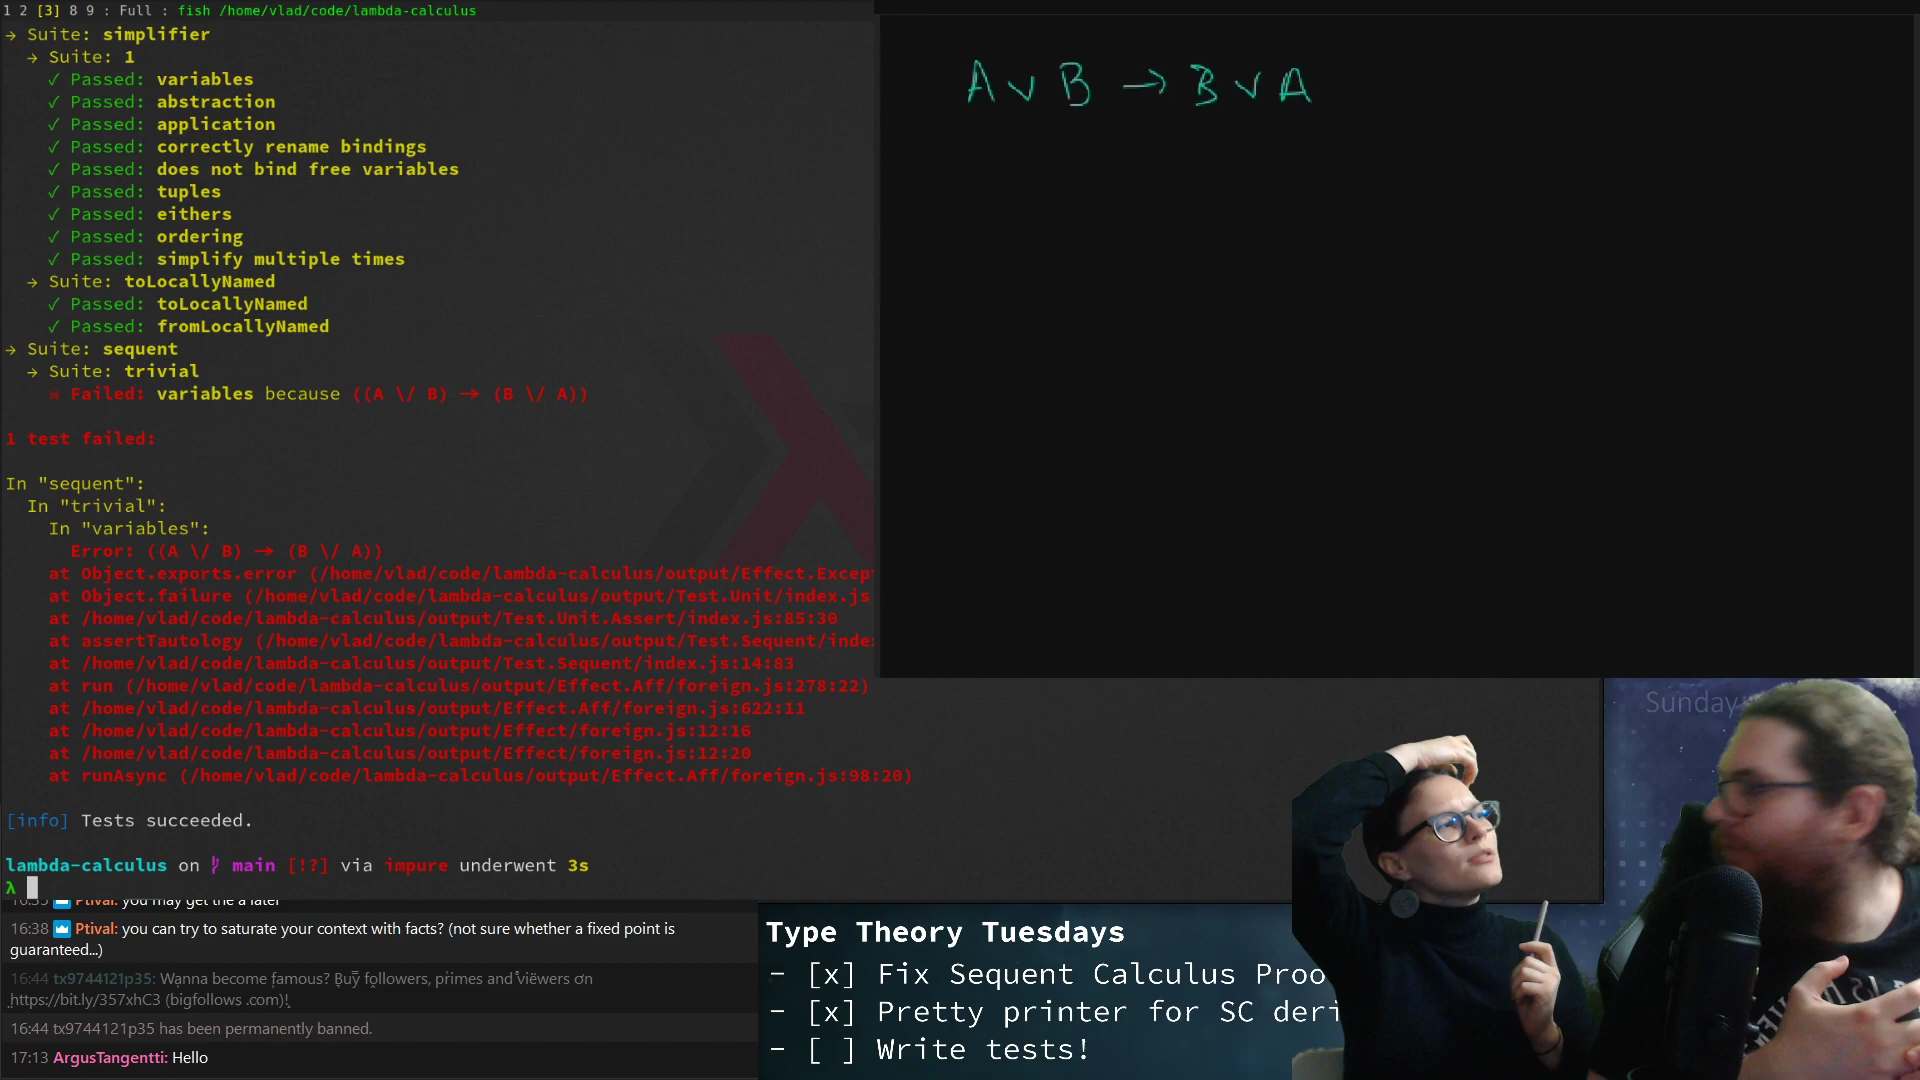 1 2 [3] 8 9 : Full : fish /home/vlad/code/lambda-calculus
→ Suite: simplifier
→ Suite: 1
✓ Passed: variables
✓ Passed: abstraction
✓ Passed: application
✓ Passed: correctly rename bindings
✓ Passed: does not bind free variables
✓ Passed: tuples
✓ Passed: eithers
✓ Passed: ordering
✓ Passed: simplify multiple times
→ Suite: toLocallyNamed
✓ Passed: toLocallyNamed
✓ Passed: fromLocallyNamed
→ Suite: sequent
→ Suite: trivial
Failed: variables because ((A \/ B) → (B \/ A))
1 test failed:
In "sequent":
In "trivial":
In "variables":
Error: ((A \/ B) → (B \/ A))
at Object.exports.error (/home/vlad/code/lambda-calculus/output/Effect.Except
at Object.failure (/home/vlad/code/lambda-calculus/output/Test.Unit/index.js
at /home/vlad/code/lambda-calculus/output/Test.Unit.Assert/index.js:85:30
at assertTautology (/home/vlad/code/lambda-calculus/output/Test.Sequent/inde
at /home/vlad/code/lambda-calculus/output/Test.Sequent/index.js:14:83
at run (/home/vlad/code/lambda-calculus/output/Effect.Aff/foreign.js:278:22)
at /home/vlad/code/lambda-calculus/output/Effect.Aff/foreign.js:622:11
at /home/vlad/code/lambda-calculus/output/Effect/foreign.js:12:16
at /home/vlad/code/lambda-calculus/output/Effect/foreign.js:12:20
at runAsync (/home/vlad/code/lambda-calculus/output/Effect.Aff/foreign.js:98:20)
[info] Tests succeeded.
lambda-calculus on main [!?] via impure underwent 3s
λ
A ∨ B → B ∨ A
Sunday
16:35 Ptival: you may get the a later
16:38 Ptival: you can try to saturate your context with facts? (not sure whether a fixed point is
guaranteed...)
16:44 tx9744121p35: Wanna become famous? Buy followers, primes and viewers on
https://bit.ly/357xhC3 (bigfollows .com)!
16:44 tx9744121p35 has been permanently banned.
17:13 ArgusTangentti: Hello
Type Theory Tuesdays
- [x] Fix Sequent Calculus Proo
- [x] Pretty printer for SC deri
- [ ] Write tests!